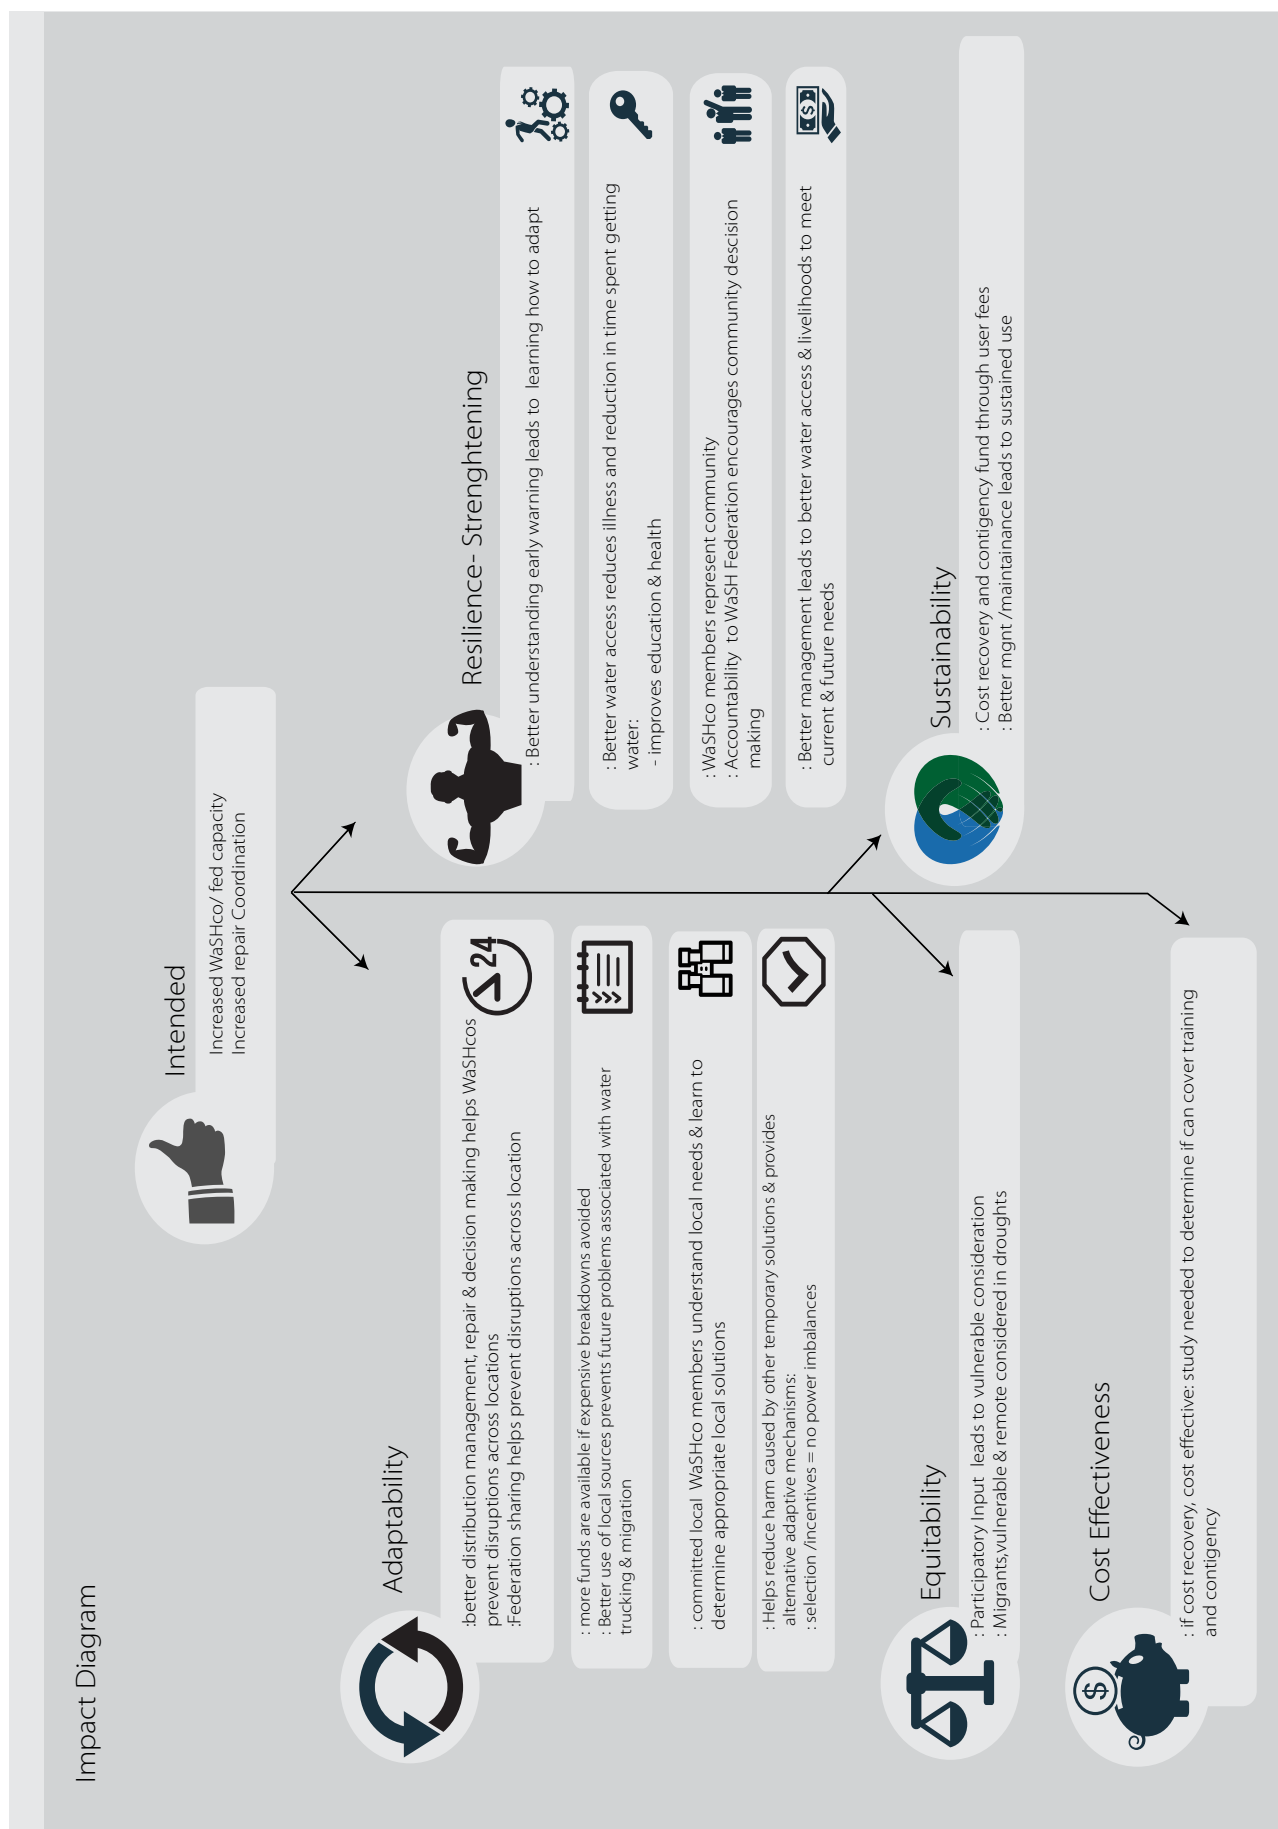 Impact Diagram
Intended
Increased WaSHco/ fed capacity
Increased repair Coordination
Adaptability
:better distribution management, repair & decision making helps WaSHcos
prevent disruptions across locations
:Federation sharing helps prevent disruptions across location
24
: more funds are available if expensive breakdowns avoided
: Better use of local sources prevents future problems associated with water
trucking & migration
: committed local WaSHco members understand local needs & learn to
determine appropriate local solutions
: Helps reduce harm caused by other temporary solutions & provides
alternative adaptive mechanisms:
: selection /incentives = no power imbalances
Resilience- Strenghtening
: Better understanding early warning leads to learning how to adapt
: Better water access reduces illness and reduction in time spent getting
water:
- improves education & health
: WaSHco members represent community
: Accountability to WaSH Federation encourages community descision
making
: Better management leads to better water access & livelihoods to meet
current & future needs
$
Equitability
: Participatory Input leads to vulnerable consideration
: Migrants,vulnerable & remote considered in droughts
Sustainability
: Cost recovery and contigency fund through user fees
: Better mgnt /maintainance leads to sustained use
Cost Effectiveness
$
: if cost recovery, cost effective: study needed to determine if can cover training
and contigency